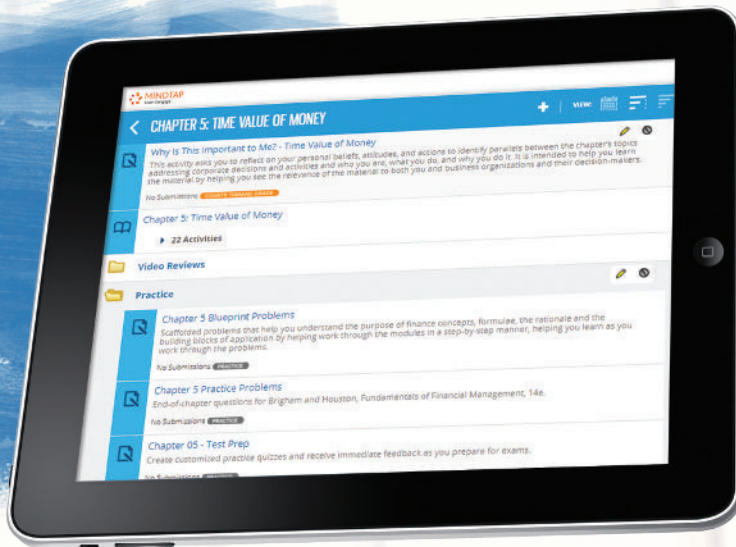 MINDTAP
CHAPTER 5: TIME VALUE OF MONEY
VIEW:
Why Is This Important to Me? - Time Value of Money
This activity asks you to reflect on your personal beliefs, attitudes, and actions to identify parallels between the chapter's topics
addressing corporate decisions and activities and who you are, what you do, and why you do it. It is intended to help you learn
the material by helping you see the relevance of the material to both you and business organizations and their decision-makers.
No Submissions COUNTS TOWARD GRADE
Chapter 5: Time Value of Money
22 Activities
Video Reviews
Practice
Chapter 5 Blueprint Problems
Scaffolded problems that help you understand the purpose of finance concepts, formulae, the rationale and the
building blocks of application by helping work through the modules in a step-by-step manner, helping you learn as you
work through the problems.
No Submissions PRACTICE
Chapter 5 Practice Problems
End-of-chapter questions for Brigham and Houston, Fundamentals of Financial Management, 14e.
No Submissions PRACTICE
Chapter 05 - Test Prep
Create customized practice quizzes and receive immediate feedback as you prepare for exams.
No Submissions